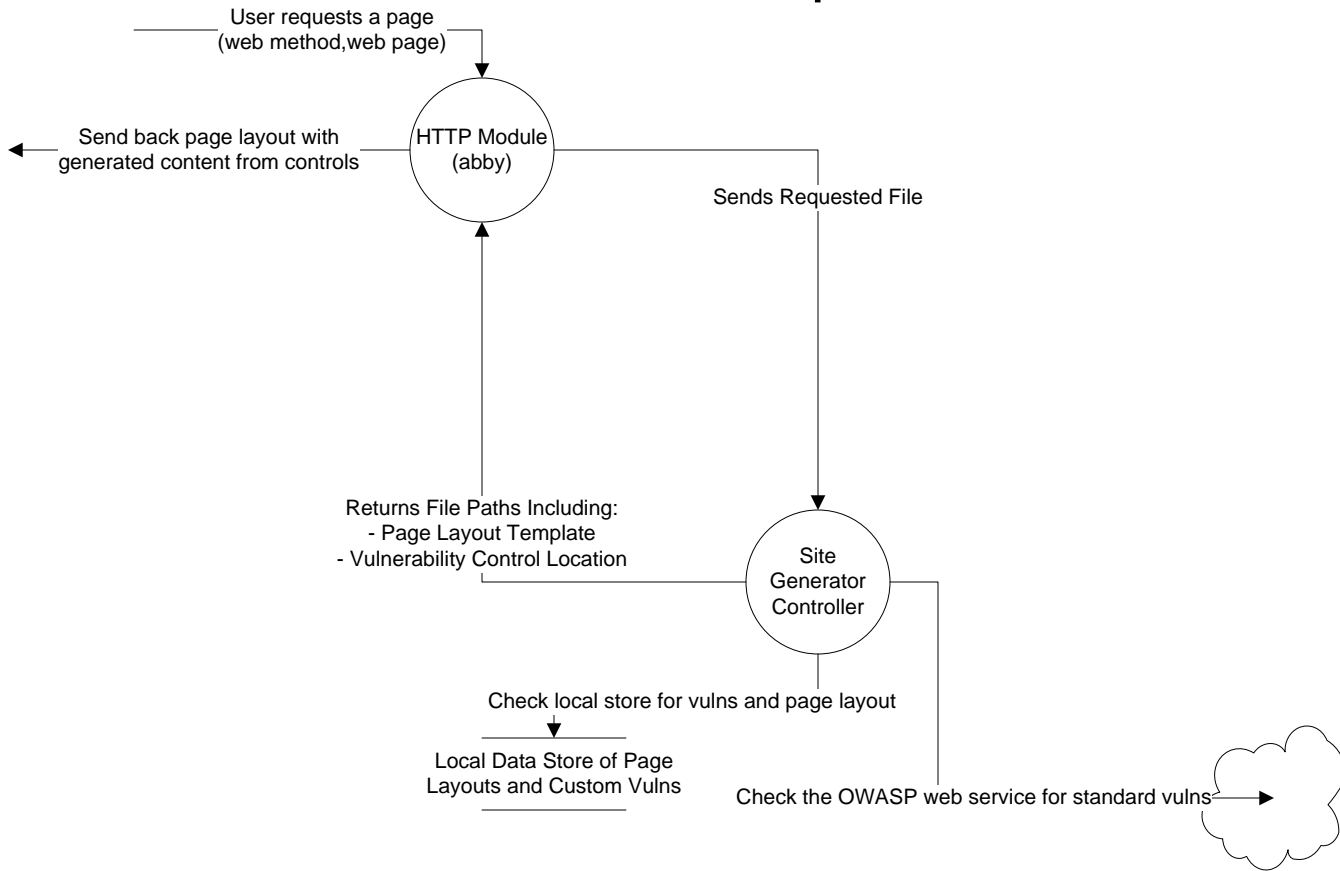 User requests a page
(web method,web page)
Send back page layout with
generated content from controls
HTTP Module
(abby)
Sends Requested File
Returns File Paths Including:
- Page Layout Template
- Vulnerability Control Location
Site
Generator
Controller
Check local store for vulns and page layout
Local Data Store of Page
Layouts and Custom Vulns
Check the OWASP web service for standard vulns